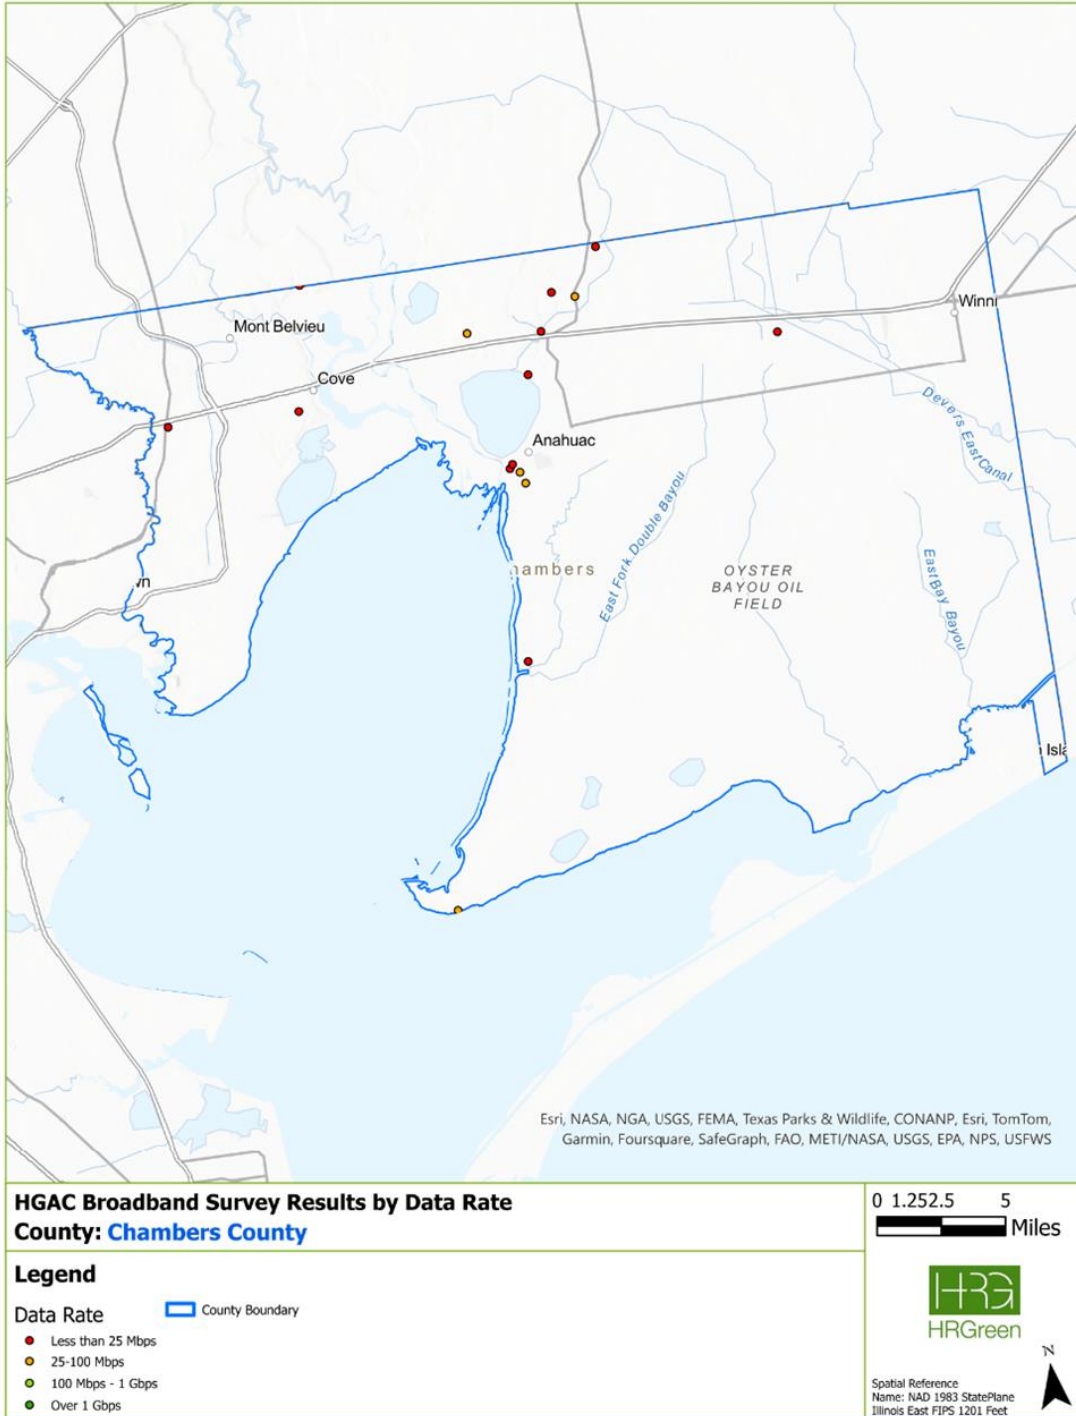 Winni
Mont Belvieu
Cove
Devers East Canal
Anahuac
East Fork Double Bayou
hambers
OYSTER
BAYOU OIL
FIELD
East Bay Bayou
wn
Isla
Esri, NASA, NGA, USGS, FEMA, Texas Parks & Wildlife, CONANP, Esri, TomTom,
Garmin, Foursquare, SafeGraph, FAO, METI/NASA, USGS, EPA, NPS, USFWS
HGAC Broadband Survey Results by Data Rate
County: Chambers County
0 1.252.5 5
Miles
Legend
Data Rate
County Boundary
Less than 25 Mbps
25-100 Mbps
100 Mbps - 1 Gbps
Over 1 Gbps
HRG
HRGreen
N
Spatial Reference
Name: NAD 1983 StatePlane
Illinois East FIPS 1201 Feet